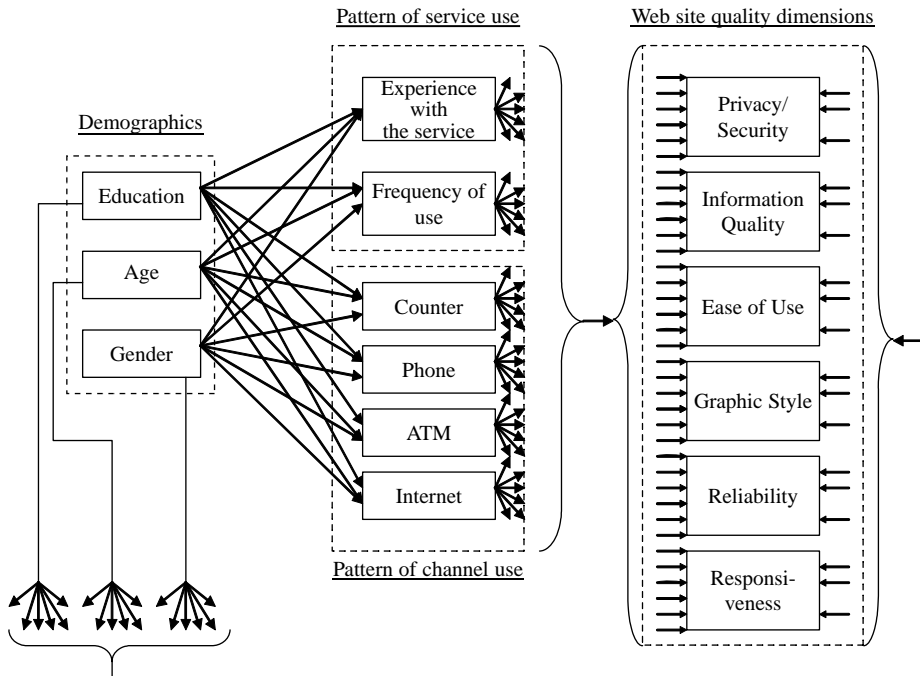 Pattern of service use
Web site quality dimensions
Demographics
Education
Age
Gender
Experience
with
the service
Frequency of
use
Counter
Phone
ATM
Internet
Pattern of channel use
Privacy/
Security
Information
Quality
Ease of Use
Graphic Style
Reliability
Responsi-
veness